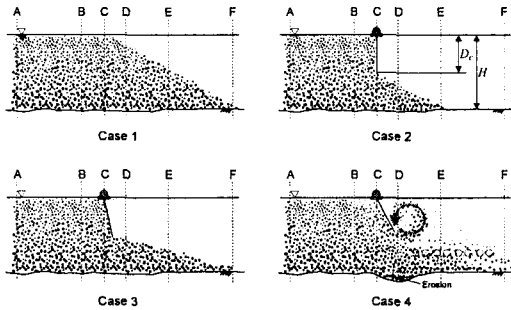 A B C D E F
A B C D E F
Dc
H
Case 1
Case 2
A B C D E F
A B C D E F
Erosion
Case 3
Case 4